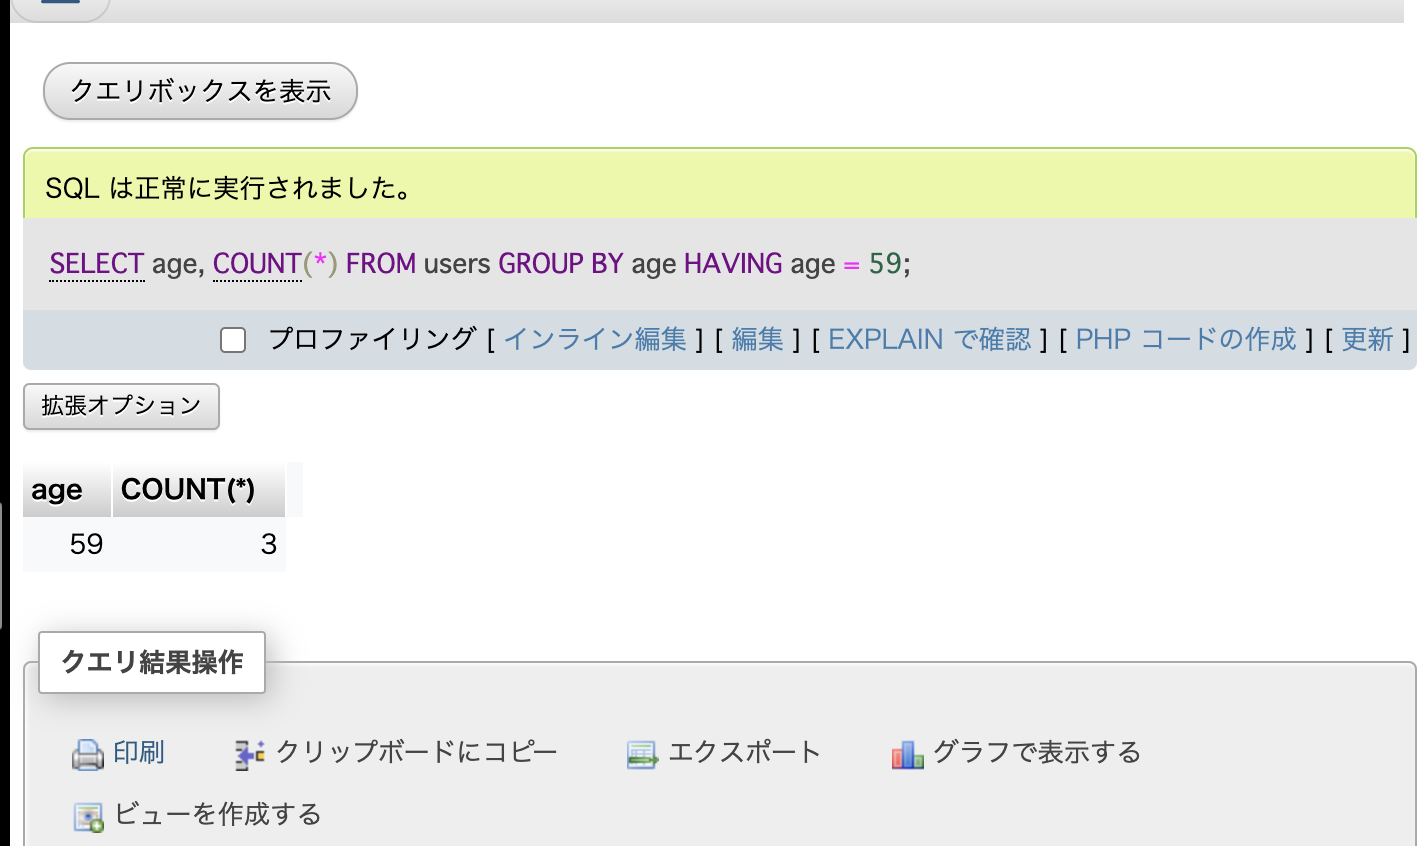 クエリボックスを表示
SQL は正常に実行されました。
SELECT age, COUNT(*) FROM users GROUP BY age HAVING age = 59;
プロファイリング [ インライン編集 ] [ 編集 ] [ EXPLAIN で確認 ] [ PHP コードの作成 ] [ 更新 ]
拡張オプション
age COUNT(*)
59 3
クエリ結果操作
印刷 クリップボードにコピー エクスポート グラフで表示する
ビューを作成する